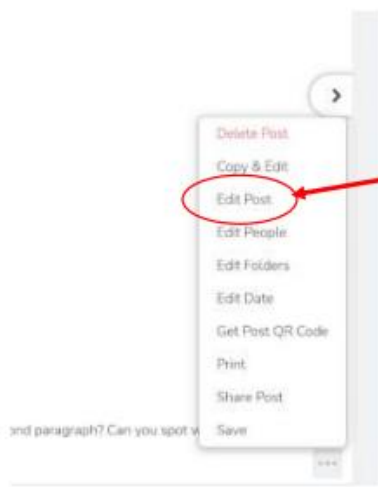 Delete Post
Copy & Edit
Edit Post
Edit People
Edit Folders
Edit Date
Get Post QR Code
Print
Share Post
ond paragraph? Can you spot w
Save